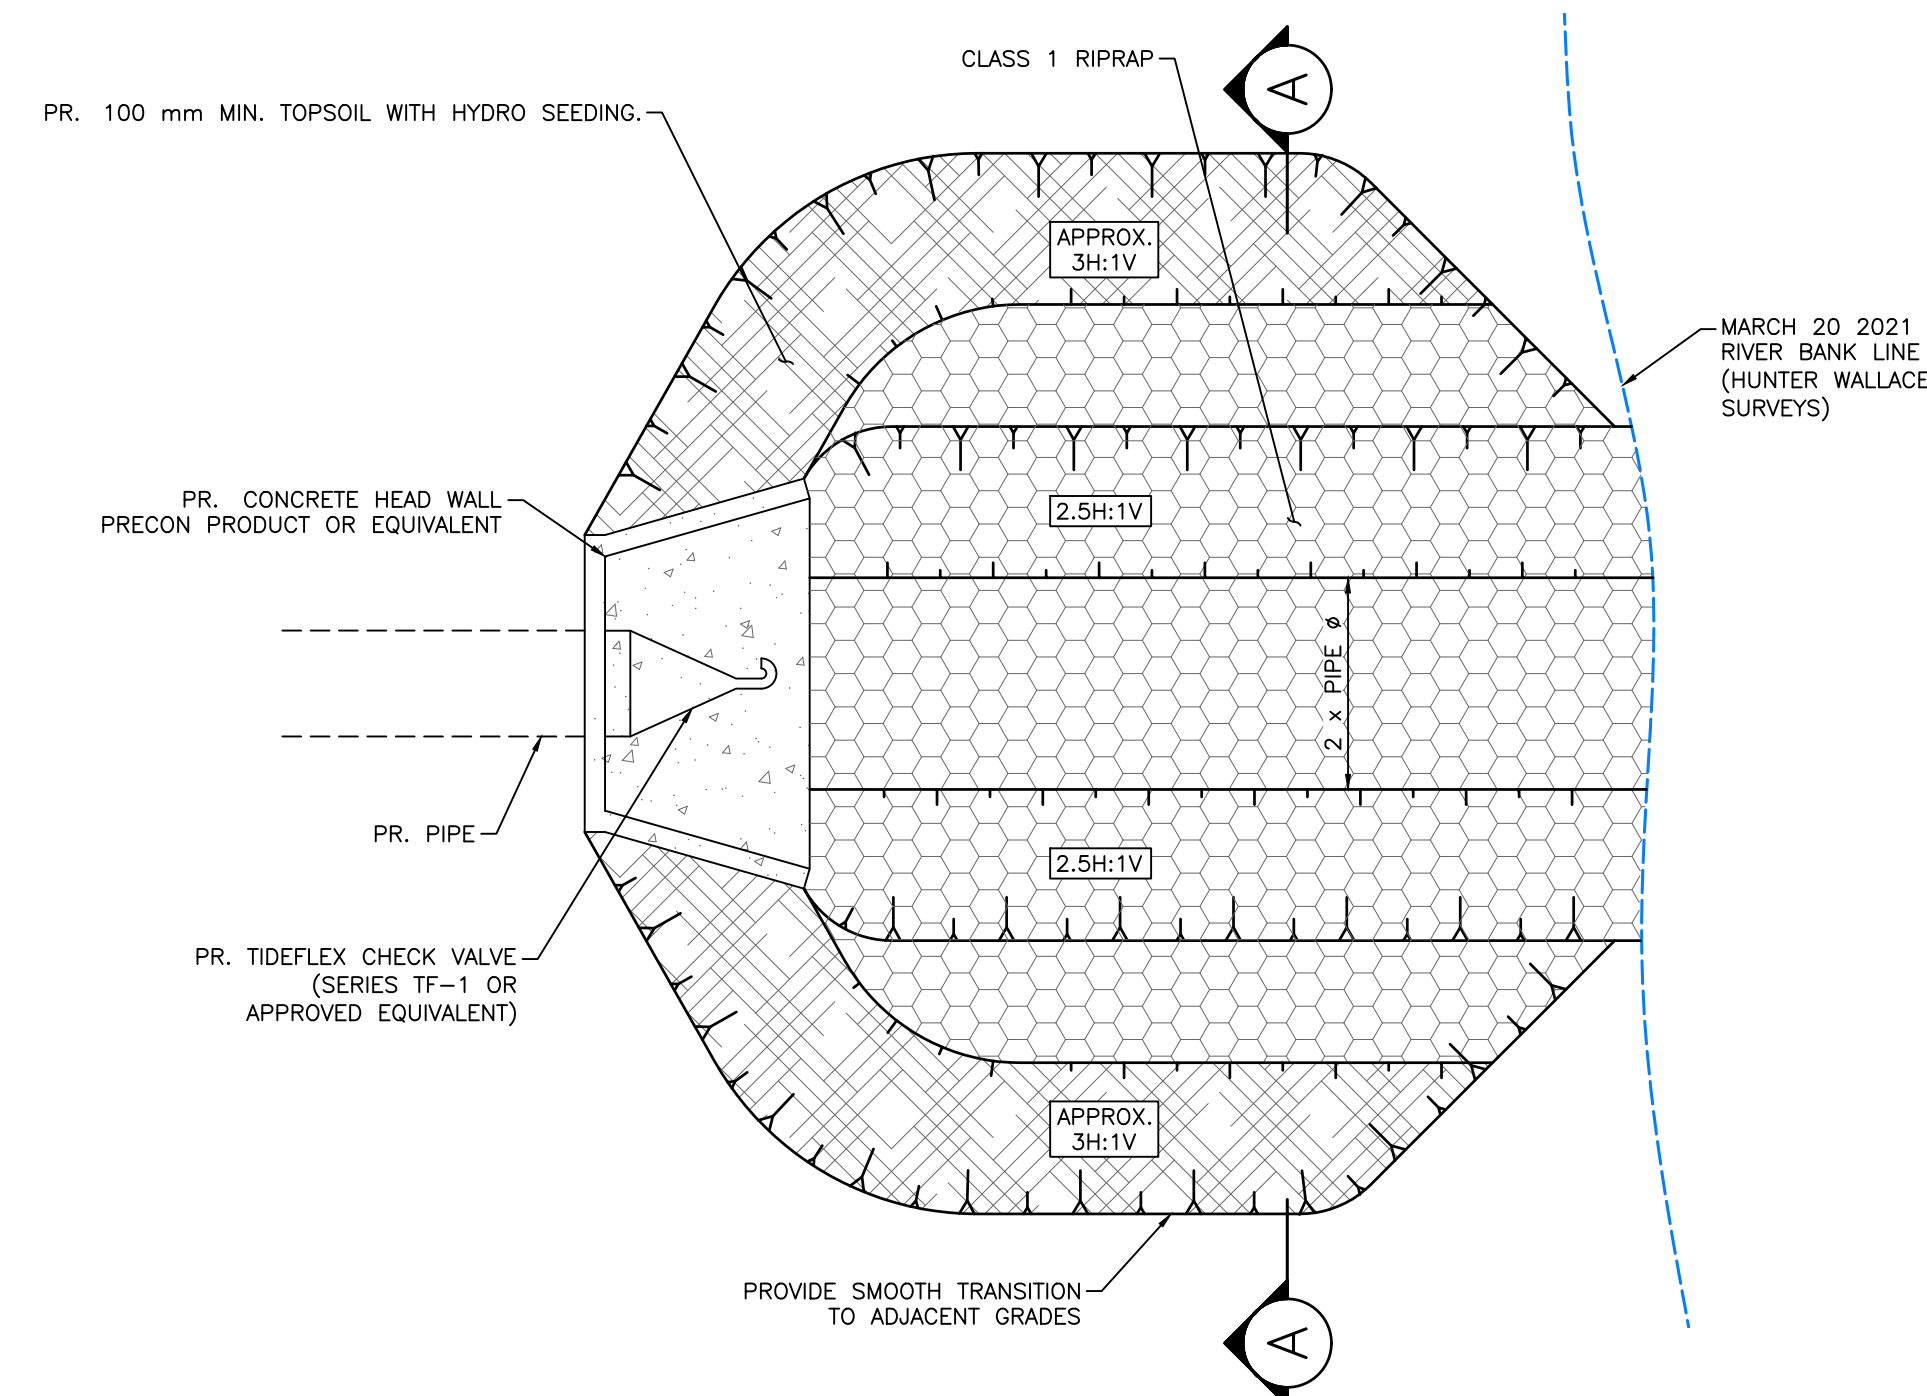 CLASS 1 RIPRAP
A
PR. 100 mm MIN. TOPSOIL WITH HYDRO SEEDING.
APPROX.
3H:1V
MARCH 20 2021
RIVER BANK LINE
(HUNTER WALLACE
SURVEYS)
PR. CONCRETE HEAD WALL
PRECON PRODUCT OR EQUIVALENT
2.5H:1V
2 x PIPE ø
PR. PIPE
2.5H:1V
PR. TIDEFLEX CHECK VALVE
(SERIES TF-1 OR
APPROVED EQUIVALENT)
APPROX.
3H:1V
PROVIDE SMOOTH TRANSITION
TO ADJACENT GRADES
A